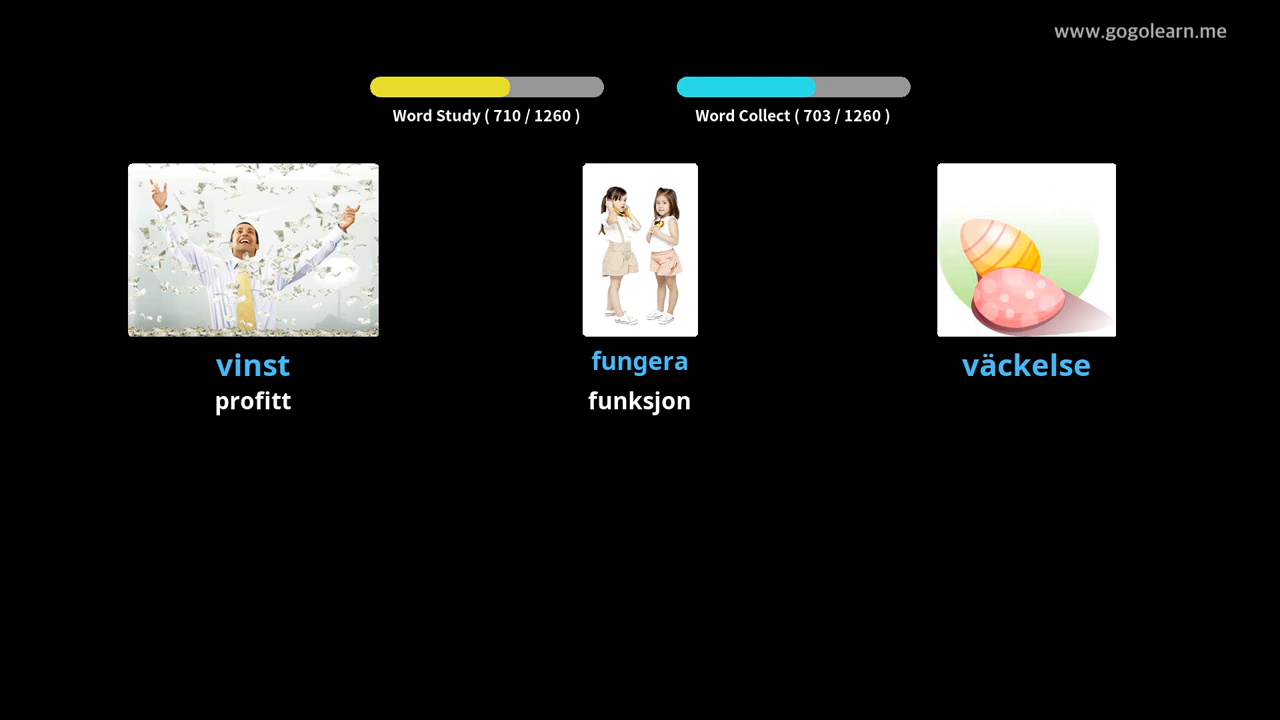 www.gogolearn.me
Word Study ( 710 / 1260 )
Word Collect ( 703 / 1260 )
vinst
profitt
fungera
funksjon
väckelse